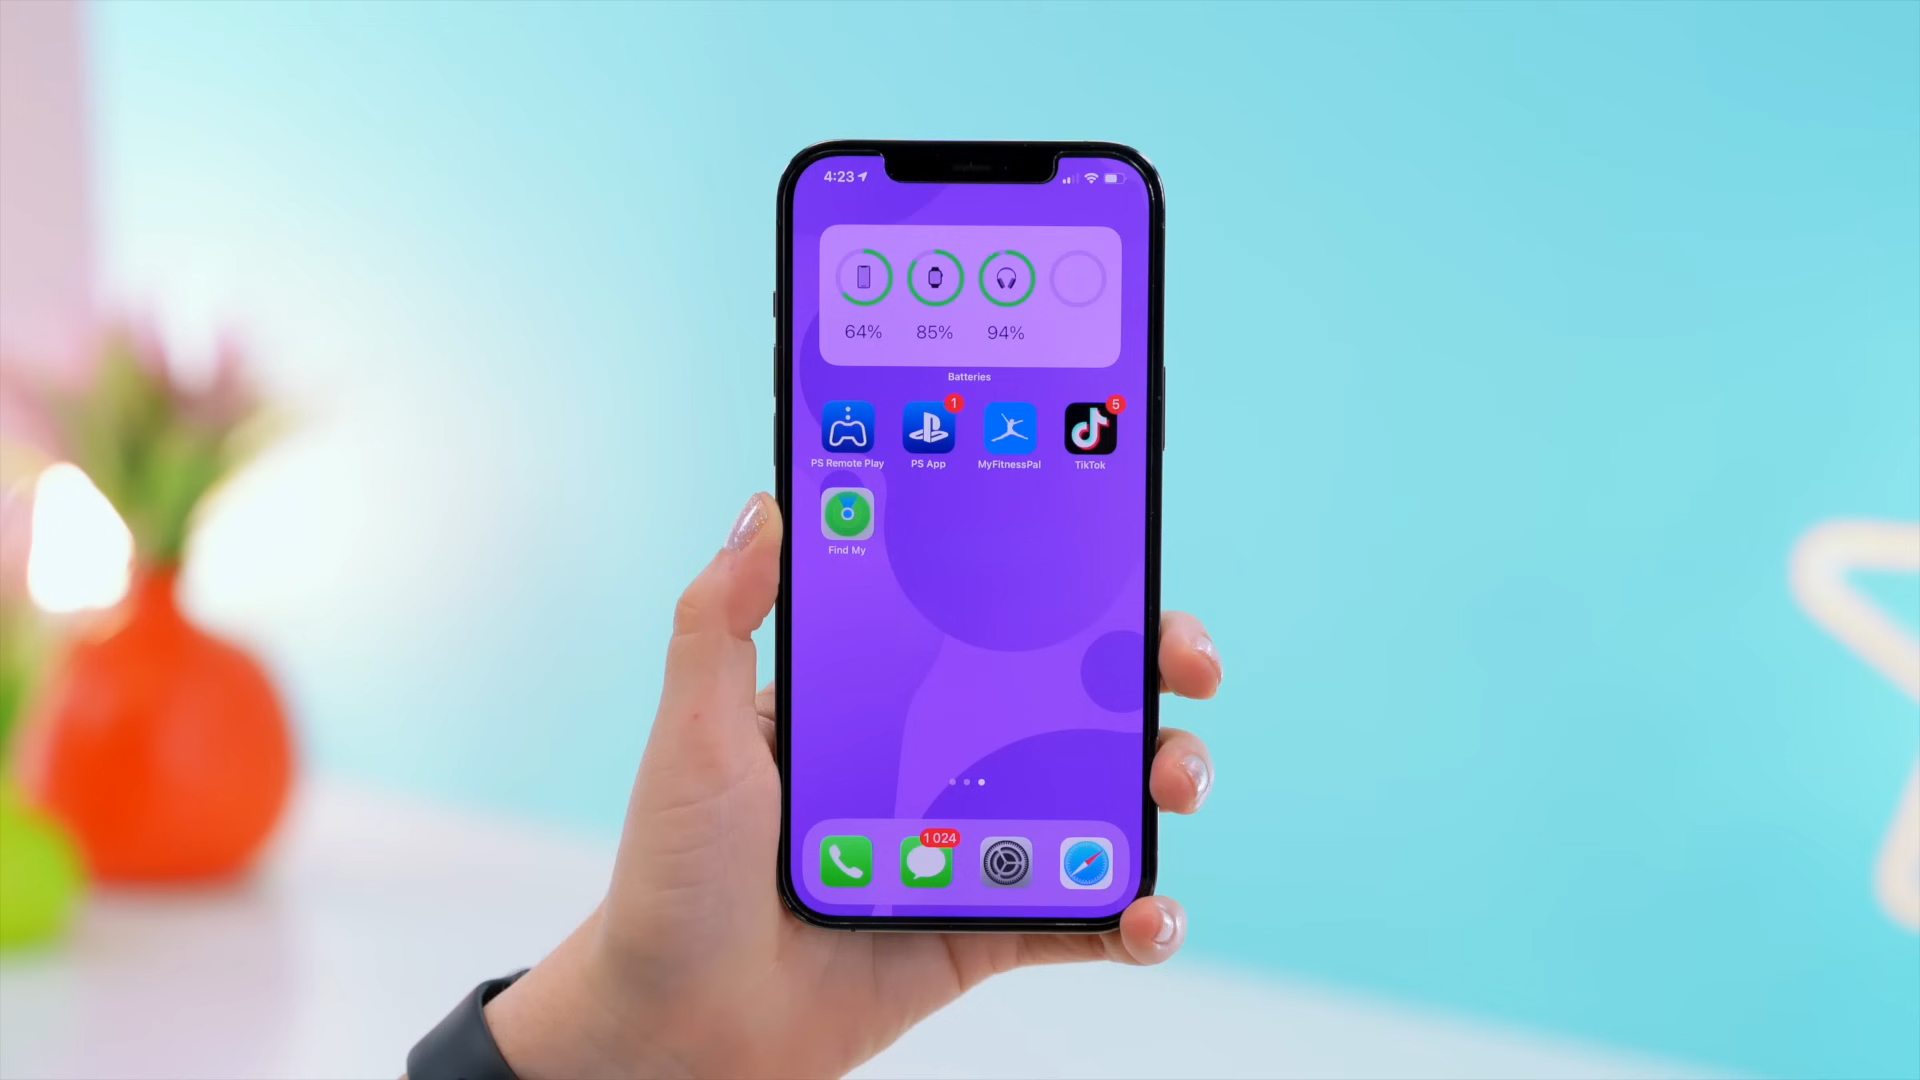 4:23
64% 85% 94%
Batteries
1 5
PS Remote Play PS App MyFitnessPal TikTok
Find My
1 024